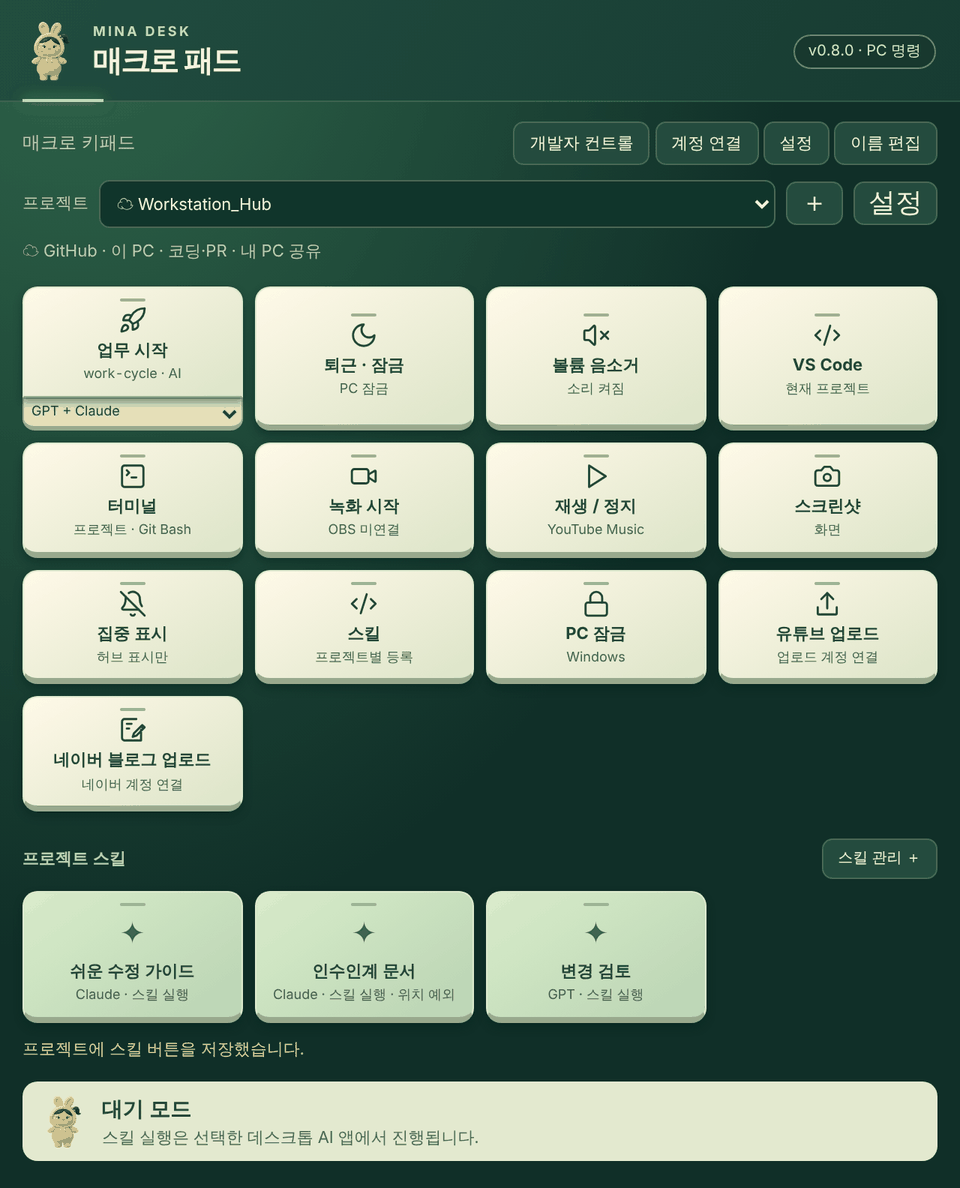 MINA DESK
매크로 패드
v0.8.0 · PC 명령
매크로 키패드
개발자 컨트롤
계정 연결
설정
이름 편집
프로젝트
Workstation_Hub
+
설정
GitHub · 이 PC · 코딩·PR · 내 PC 공유
업무 시작
work-cycle · AI
GPT + Claude
퇴근 · 잠금
PC 잠금
볼륨 음소거
소리 켜짐
VS Code
현재 프로젝트
터미널
프로젝트 · Git Bash
녹화 시작
OBS 미연결
재생 / 정지
YouTube Music
스크린샷
화면
집중 표시
허브 표시만
스킬
프로젝트별 등록
PC 잠금
Windows
유튜브 업로드
업로드 계정 연결
네이버 블로그 업로드
네이버 계정 연결
프로젝트 스킬
스킬 관리 +
쉬운 수정 가이드
Claude · 스킬 실행
인수인계 문서
Claude · 스킬 실행 · 위치 예외
변경 검토
GPT · 스킬 실행
프로젝트에 스킬 버튼을 저장했습니다.
대기 모드
스킬 실행은 선택한 데스크톱 AI 앱에서 진행됩니다.